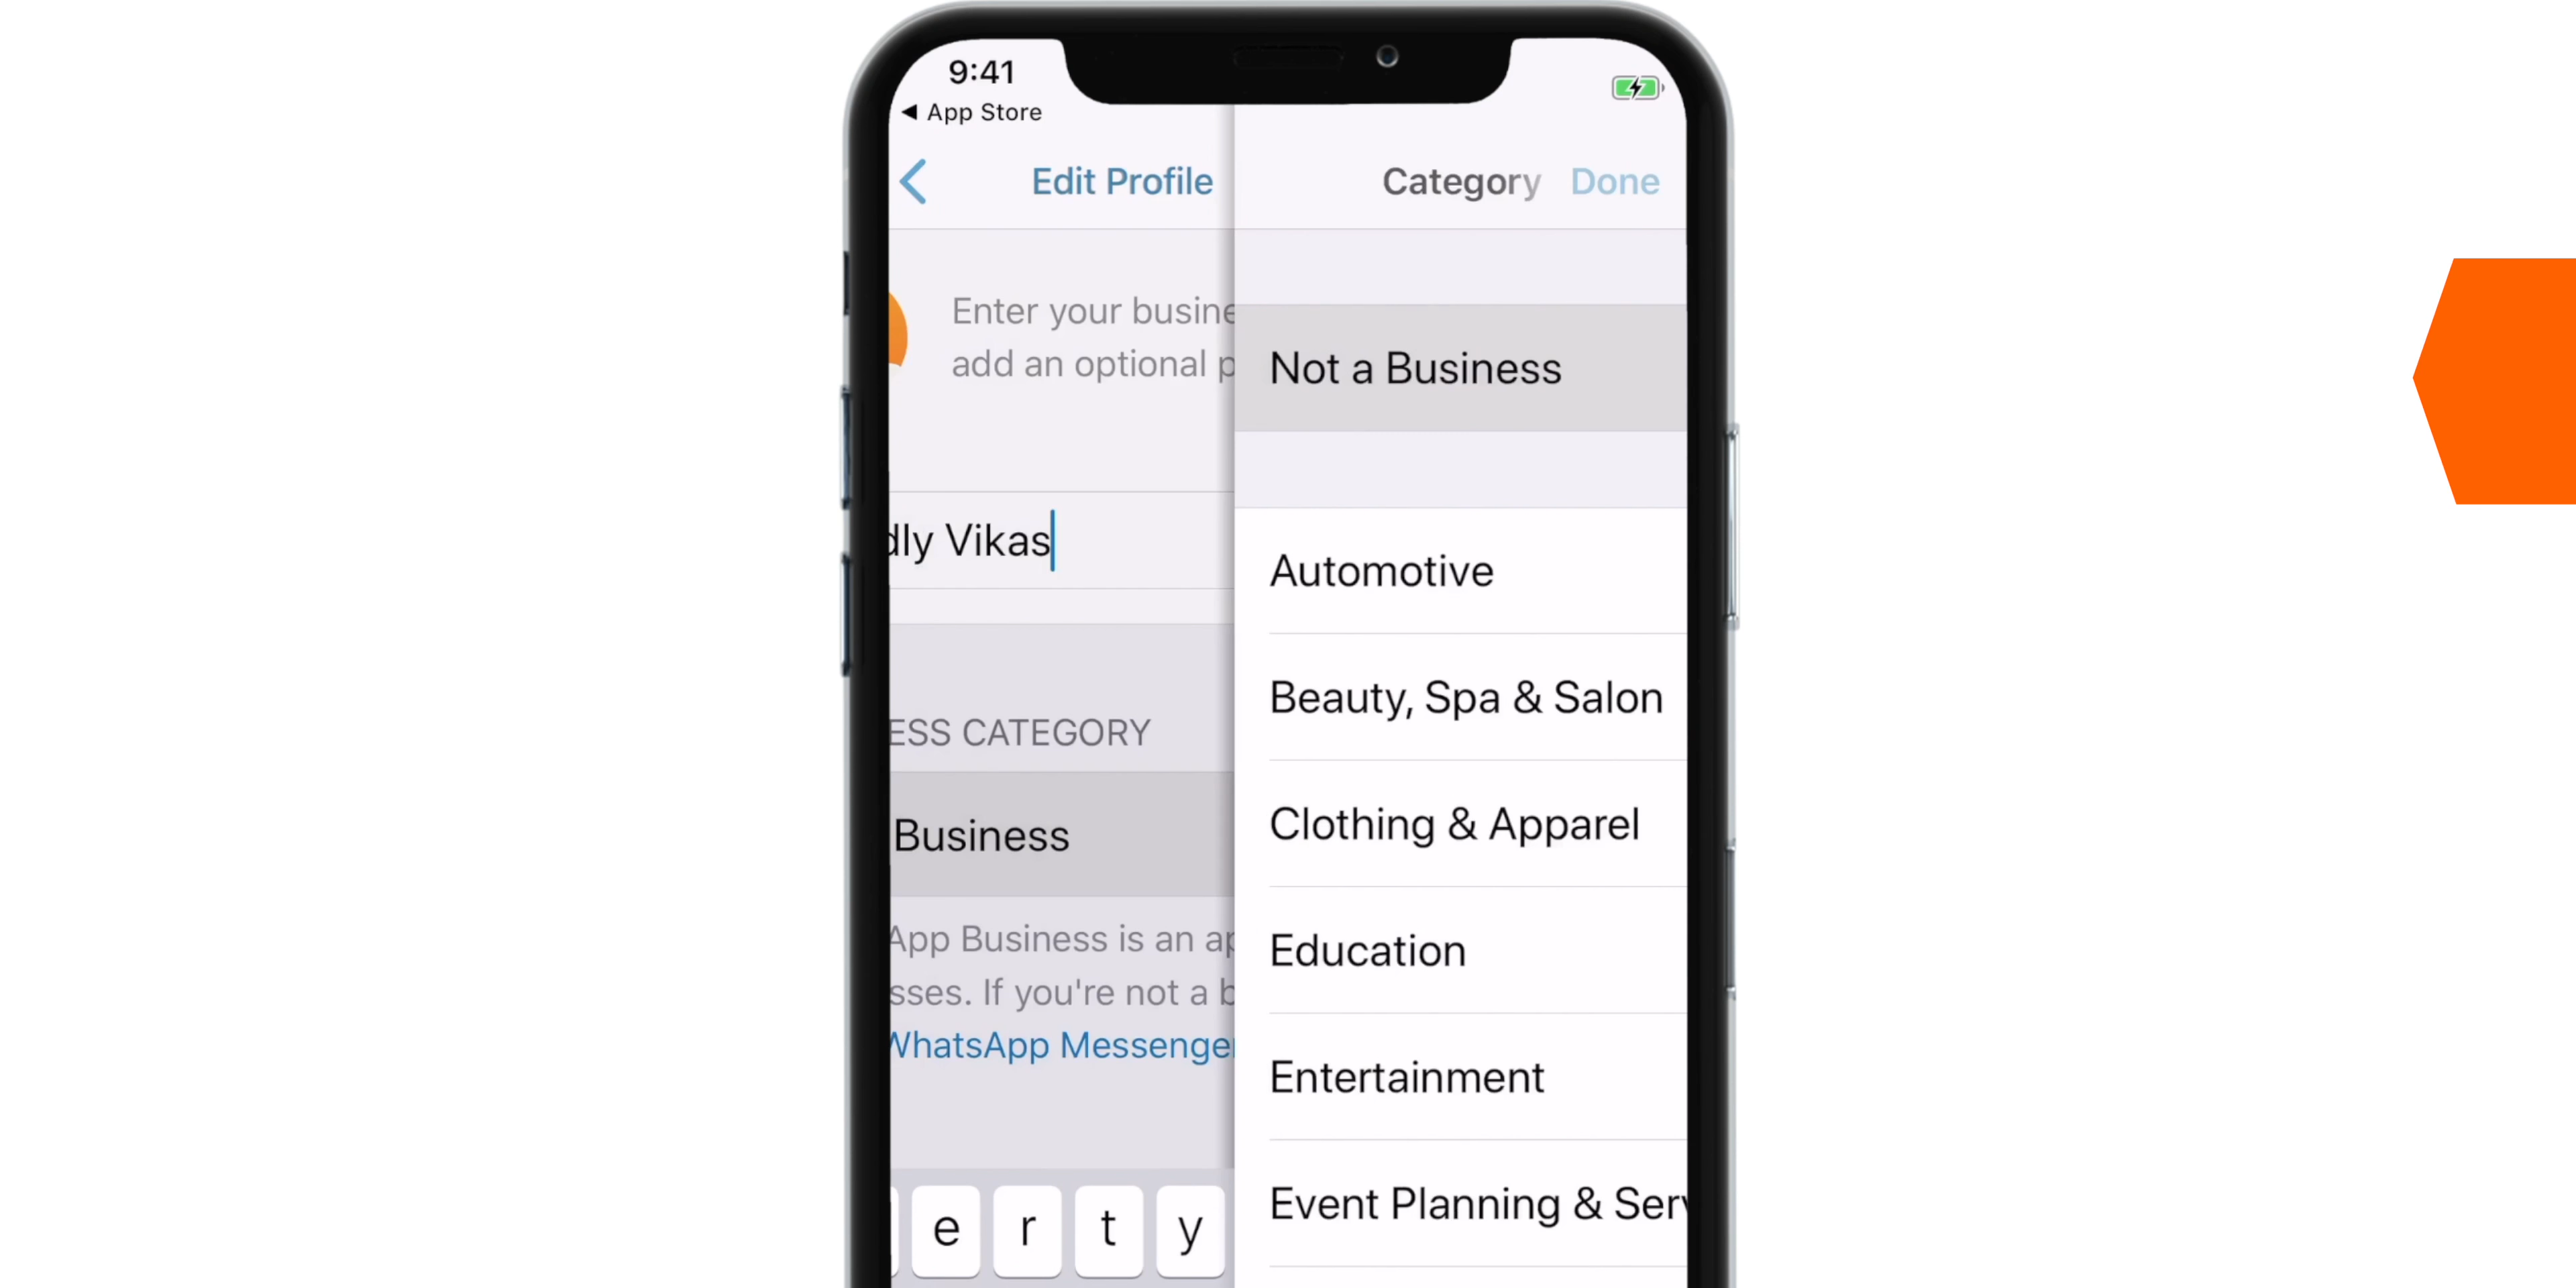 9:41
◀ App Store
Edit Profile
Category Done
Enter your busine
add an optional p
Not a Business
dly Vikas
Automotive
Beauty, Spa & Salon
ESS CATEGORY
Clothing & Apparel
Business
App Business is an ap
Education
sses. If you're not a b
WhatsApp Messenger
Entertainment
Event Planning & Serv
e r t y